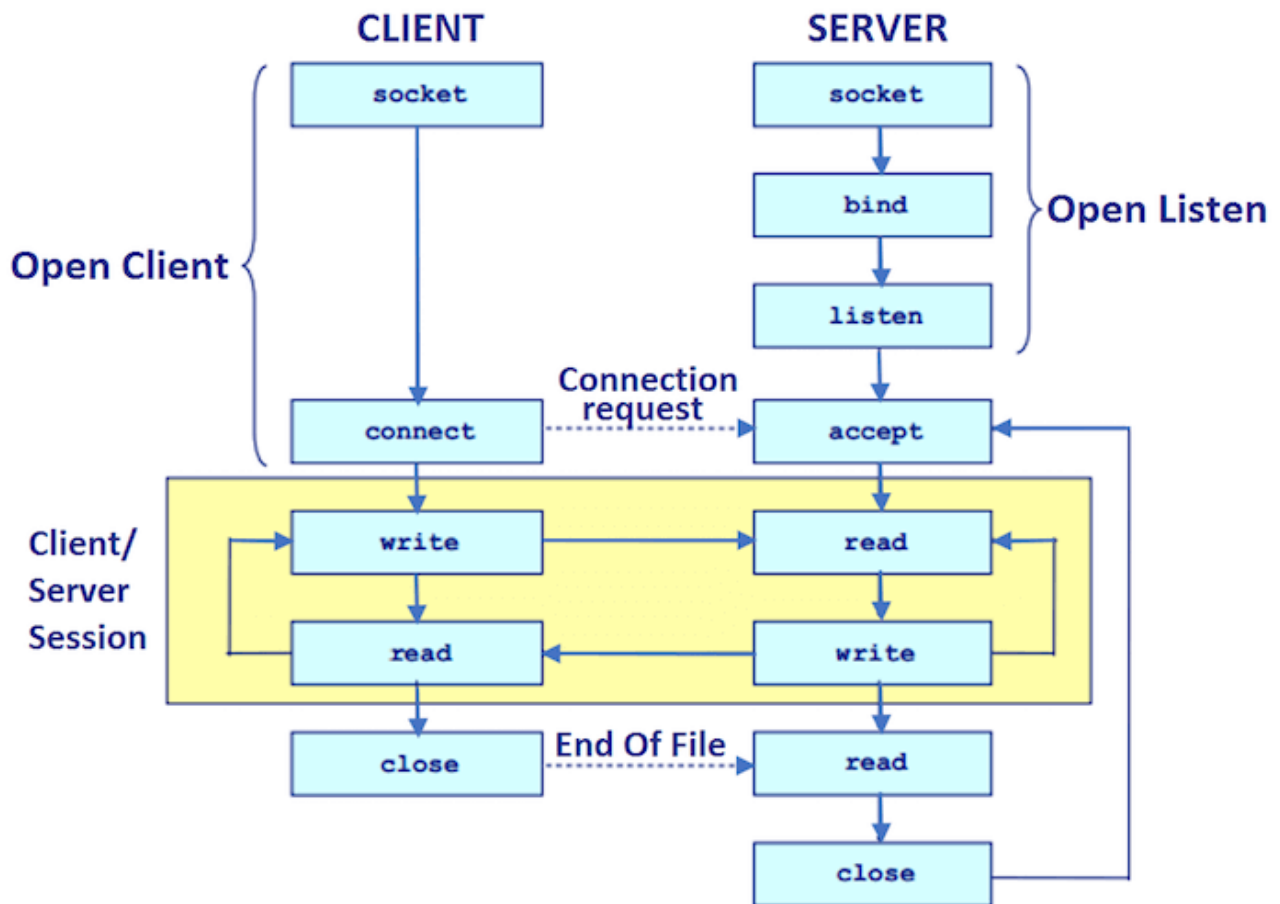 CLIENT
SERVER
socket
socket
bind
Open Listen
Open Client
listen
Connection
request
connect
accept
Client/
Server
Session
write
read
read
write
close
End Of File
read
close